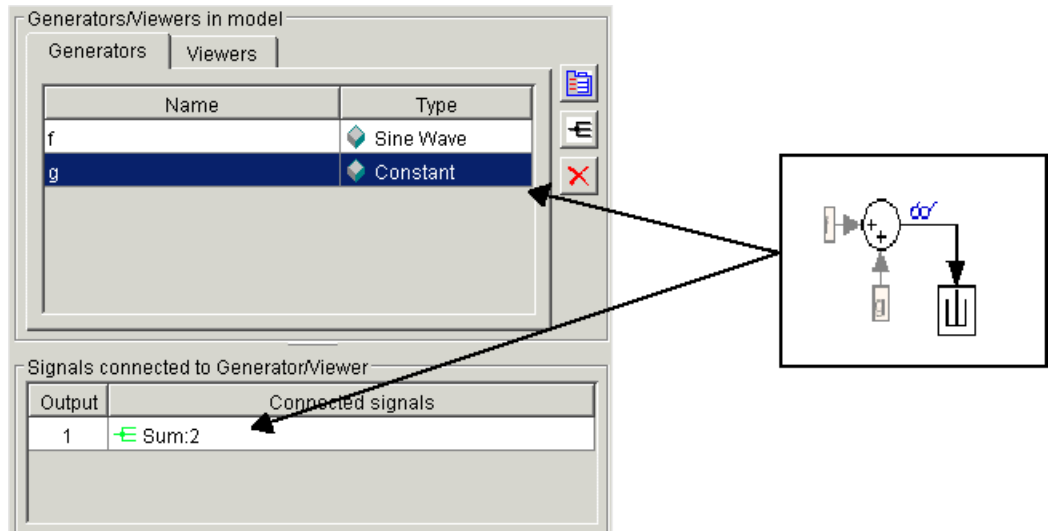 Generators/Viewers in model
Generators Viewers
Name Type
f Sine Wave
g Constant
f + +
g
Signals connected to Generator/Viewer
Output Connected signals
1 Sum:2